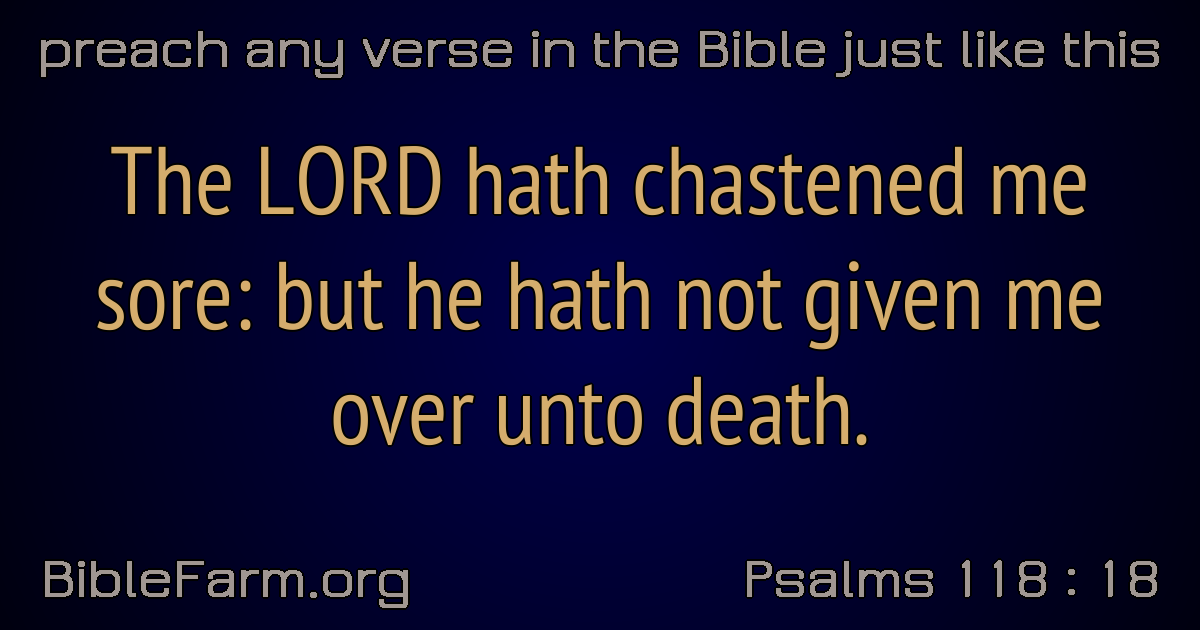 preach any verse in the Bible just like this
The LORD hath chastened me
sore: but he hath not given me
over unto death.
BibleFarm.org
Psalms 118 : 18